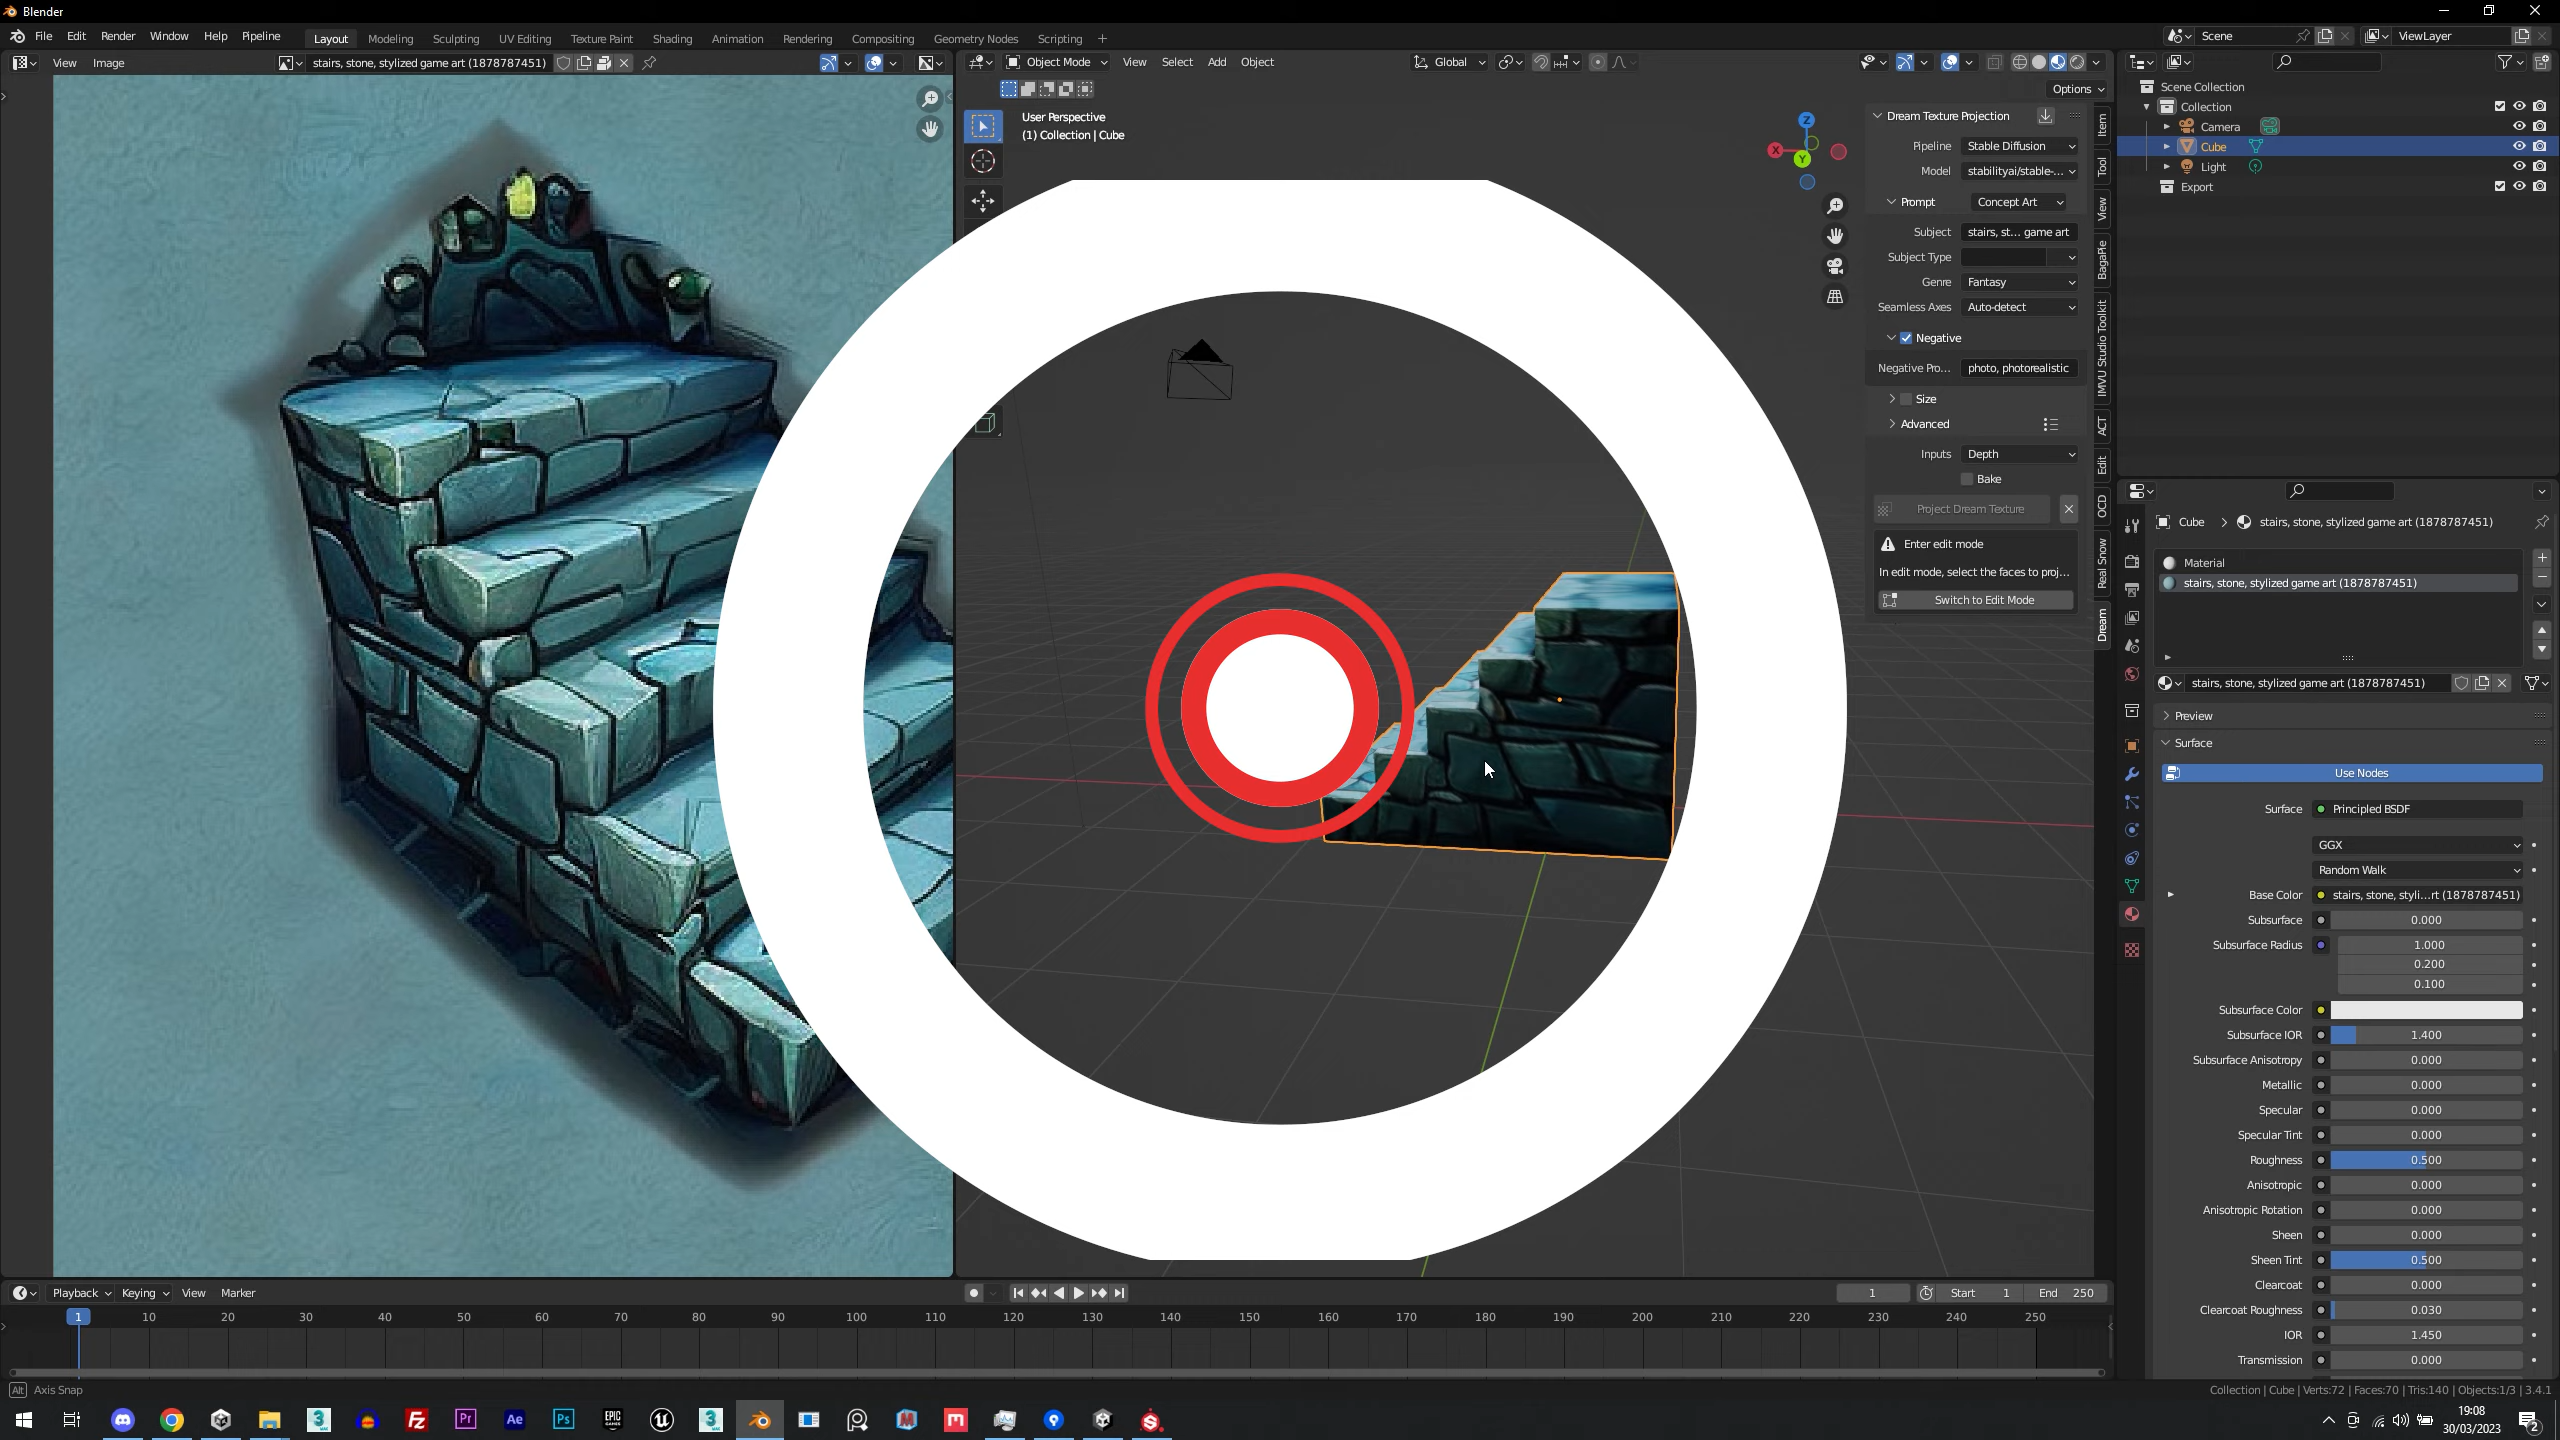 Blender
File Edit Render Window Help Pipeline
Layout Modeling Sculpting UV Editing Texture Paint Shading Animation Rendering Compositing Geometry Nodes Scripting +
Scene
ViewLayer
View Image
stairs, stone, stylized game art (1878787451)
Object Mode View Select Add Object
Global
Options
User Perspective
(1) Collection | Cube
Z
X
Y
Dream Texture Projection
Pipeline Stable Diffusion
Model stabilityai/stable-...
Prompt Concept Art
Subject stairs, st... game art
Subject Type
Genre Fantasy
Seamless Axes Auto-detect
Negative
Negative Pro... photo, photorealistic
Size
Advanced
Inputs Depth
Bake
Project Dream Texture
Enter edit mode
In edit mode, select the faces to proj...
Switch to Edit Mode
Item
Tool
View
BagaPie
IMVU Studio Toolkit
ACT
Edit
OCD
Real Snow
Dream
Scene Collection
Collection
Camera
Cube
Light
Export
Cube > stairs, stone, stylized game art (1878787451)
Material
stairs, stone, stylized game art (1878787451)
stairs, stone, stylized game art (1878787451)
Preview
Surface
Use Nodes
Surface Principled BSDF
GGX
Random Walk
Base Color stairs, stone, styli...rt (1878787451)
Subsurface 0.000
Subsurface Radius 1.000
0.200
0.100
Subsurface Color
Subsurface IOR 1.400
Subsurface Anisotropy 0.000
Metallic 0.000
Specular 0.000
Specular Tint 0.000
Roughness 0.500
Anisotropic 0.000
Anisotropic Rotation 0.000
Sheen 0.000
Sheen Tint 0.500
Clearcoat 0.000
Clearcoat Roughness 0.030
IOR 1.450
Transmission 0.000
Playback Keying View Marker
1 Start 1 End 250
1 10 20 30 40 50 60 70 80 90 100 110 120 130 140 150 160 170 180 190 200 210 220 230 240 250
Alt Axis Snap
Collection | Cube | Verts:72 | Faces:70 | Tris:140 | Objects:1/3 | 3.4.1
3 Fz Pr Ae Ps EPIC GAMES 3
19:08
30/03/2023
2